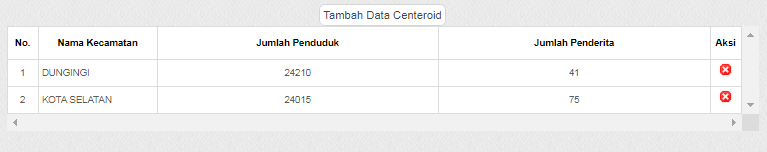 Tambah Data Centeroid
No. Nama Kecamatan Jumlah Penduduk Jumlah Penderita Aksi
1 DUNGINGI 24210 41
2 KOTA SELATAN 24015 75